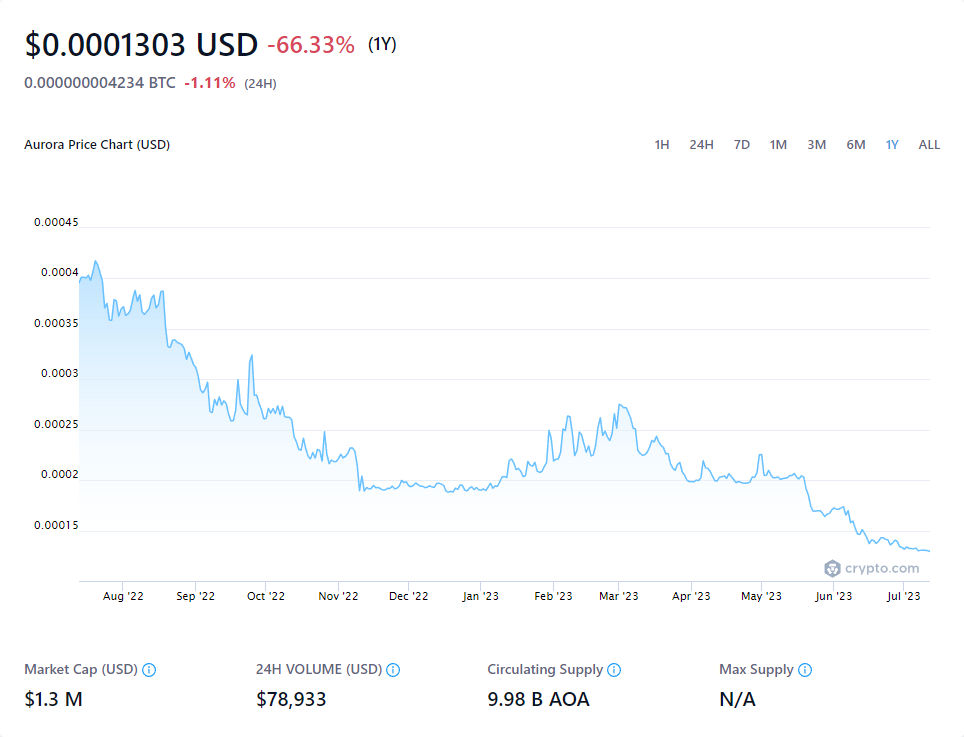 $0.0001303 USD -66.33% (1Y)
0.000000004234 BTC -1.11% (24H)
Aurora Price Chart (USD) 1H 24H 7D 1M 3M 6M 1Y ALL
0.00045
0.0004
0.00035
0.0003
0.00025
0.0002
0.00015
crypto.com
Aug '22 Sep '22 Oct '22 Nov '22 Dec '22 Jan '23 Feb '23 Mar '23 Apr '23 May '23 Jun '23 Jul '23
Market Cap (USD) 24H VOLUME (USD) Circulating Supply Max Supply
$1.3 M $78,933 9.98 B AOA N/A